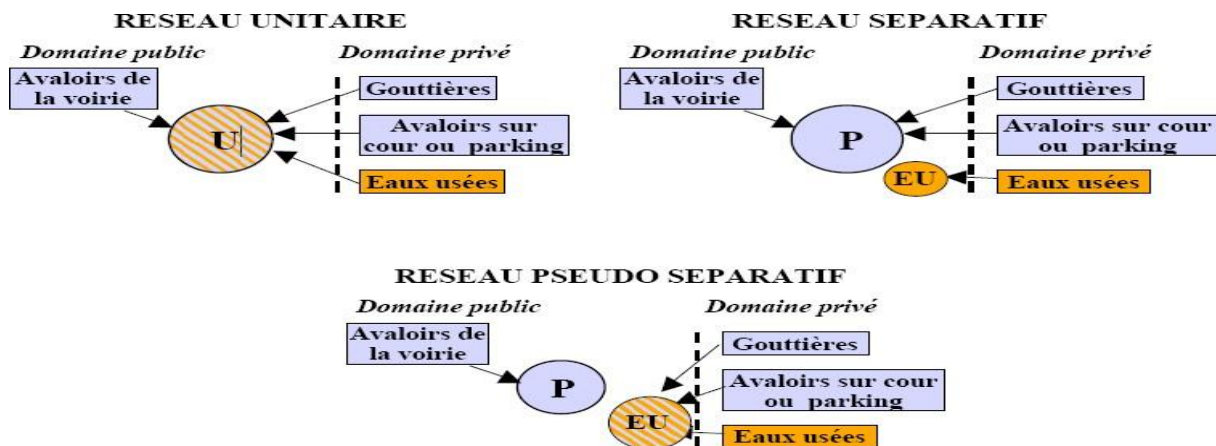 RESEAU UNITAIRE
Domaine public
Domaine privé
Avaloirs de
la voirie
U
Gouttières
Avaloirs sur
cour ou parking
Eaux usées
RESEAU SEPARATIF
Domaine public
Domaine privé
Avaloirs de
la voirie
P
EU
Gouttières
Avaloirs sur cour
ou parking
Eaux usées
RESEAU PSEUDO SEPARATIF
Domaine public
Domaine privé
Avaloirs de
la voirie
P
EU
Gouttières
Avaloirs sur cour
ou parking
Eaux usées